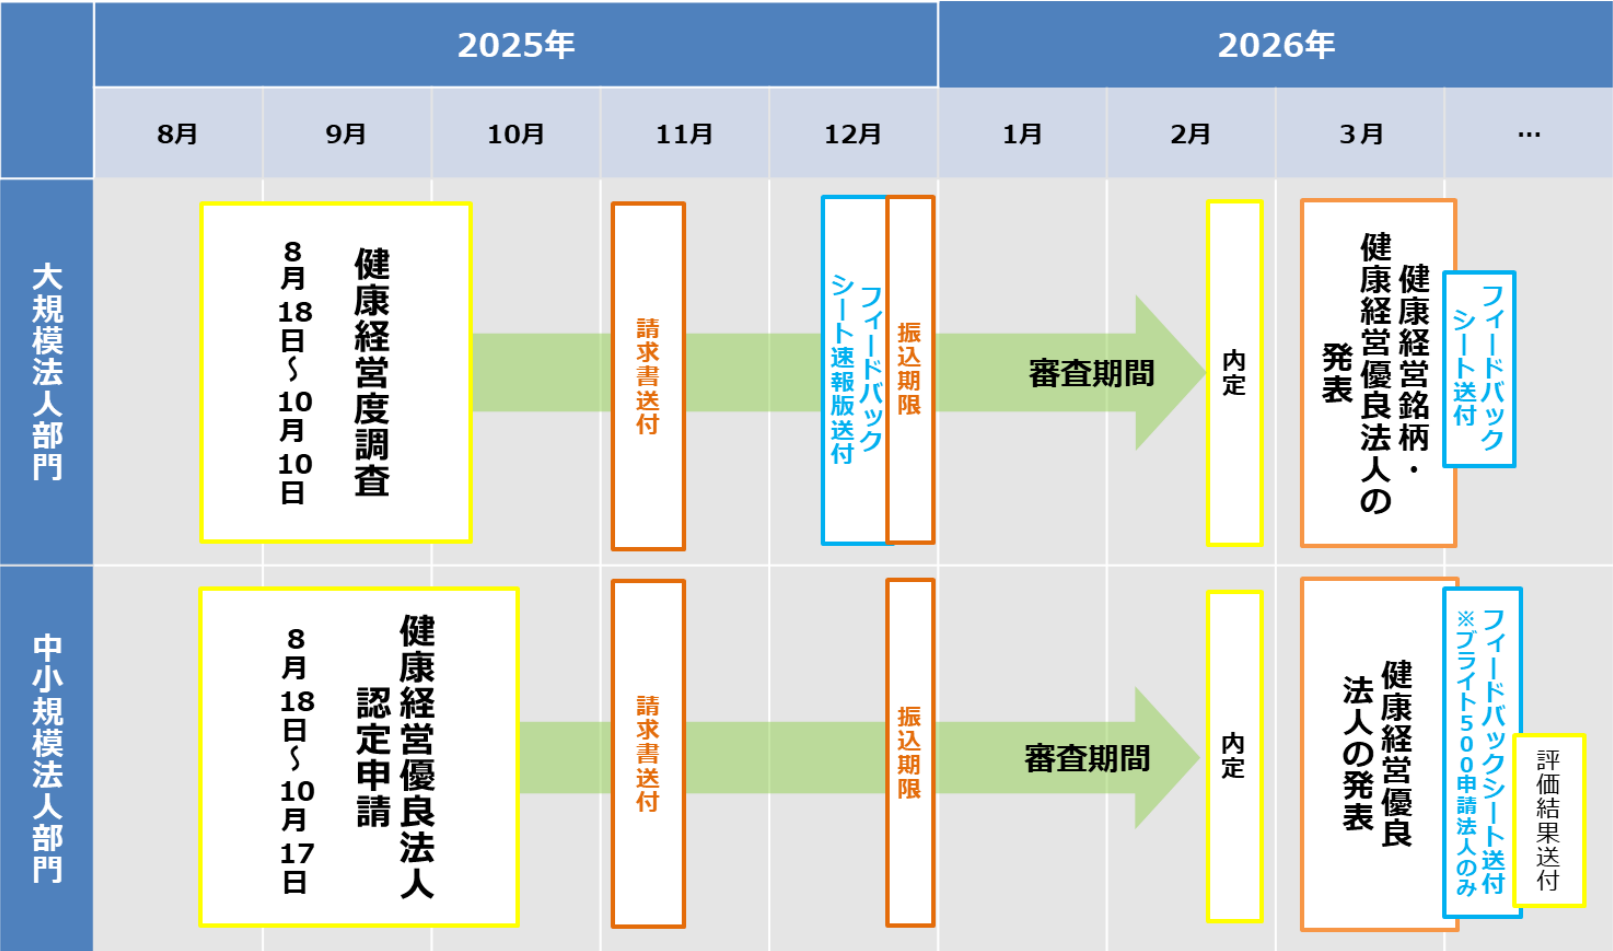 2025年
2026年
8月
9月
10月
11月
12月
1月
2月
３月
…
大規模法人部門
健康経営度調査
8月18日～10月10日
請求書送付
フィードバック
シート速報版送付
振込期限
審査期間
内定
健康経営銘柄・
健康経営優良法人の
発表
フィードバック
シート送付
中小規模法人部門
健康経営優良法人
認定申請
8月18日～10月17日
請求書送付
振込期限
審査期間
内定
健康経営優良
法人の発表
フィードバックシート送付
※ブライト500申請法人のみ
評価結果送付